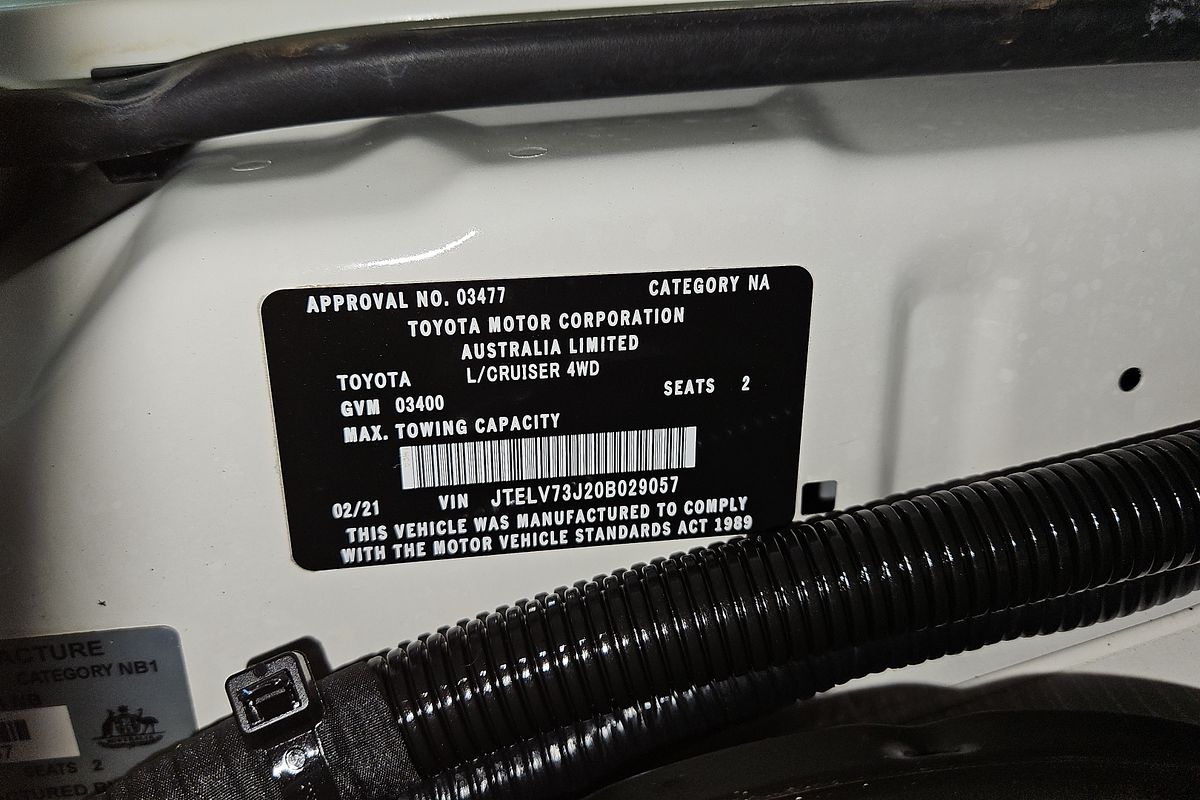 APPROVAL NO. 03477 CATEGORY NA
TOYOTA MOTOR CORPORATION
AUSTRALIA LIMITED
TOYOTA L/CRUISER 4WD
GVM 03400 SEATS 2
MAX. TOWING CAPACITY
02/21 VIN JTELV73J20B029057
THIS VEHICLE WAS MANUFACTURED TO COMPLY
WITH THE MOTOR VEHICLE STANDARDS ACT 1989
ACTURE
CATEGORY NB1
SEATS 2